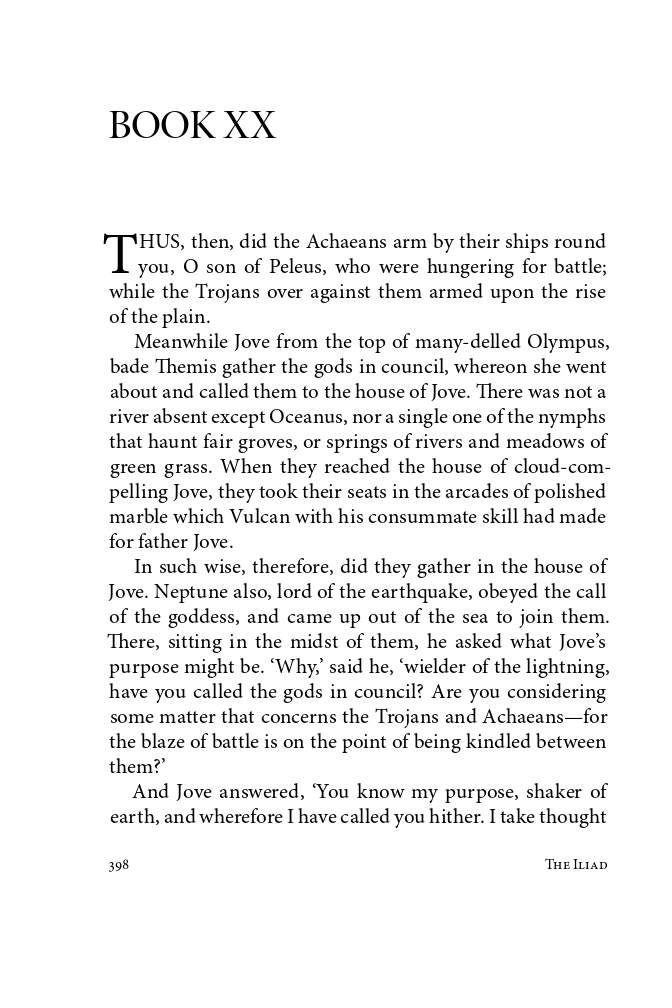 BOOK XX
THUS, then, did the Achaeans arm by their ships round
you, O son of Peleus, who were hungering for battle;
while the Trojans over against them armed upon the rise
of the plain.
Meanwhile Jove from the top of many-delled Olympus,
bade Themis gather the gods in council, whereon she went
about and called them to the house of Jove. There was not a
river absent except Oceanus, nor a single one of the nymphs
that haunt fair groves, or springs of rivers and meadows of
green grass. When they reached the house of cloud-com-
pelling Jove, they took their seats in the arcades of polished
marble which Vulcan with his consummate skill had made
for father Jove.
In such wise, therefore, did they gather in the house of
Jove. Neptune also, lord of the earthquake, obeyed the call
of the goddess, and came up out of the sea to join them.
There, sitting in the midst of them, he asked what Jove’s
purpose might be. ‘Why,’ said he, ‘wielder of the lightning,
have you called the gods in council? Are you considering
some matter that concerns the Trojans and Achaeans—for
the blaze of battle is on the point of being kindled between
them?’
And Jove answered, ‘You know my purpose, shaker of
earth, and wherefore I have called you hither. I take thought
398 The Iliad